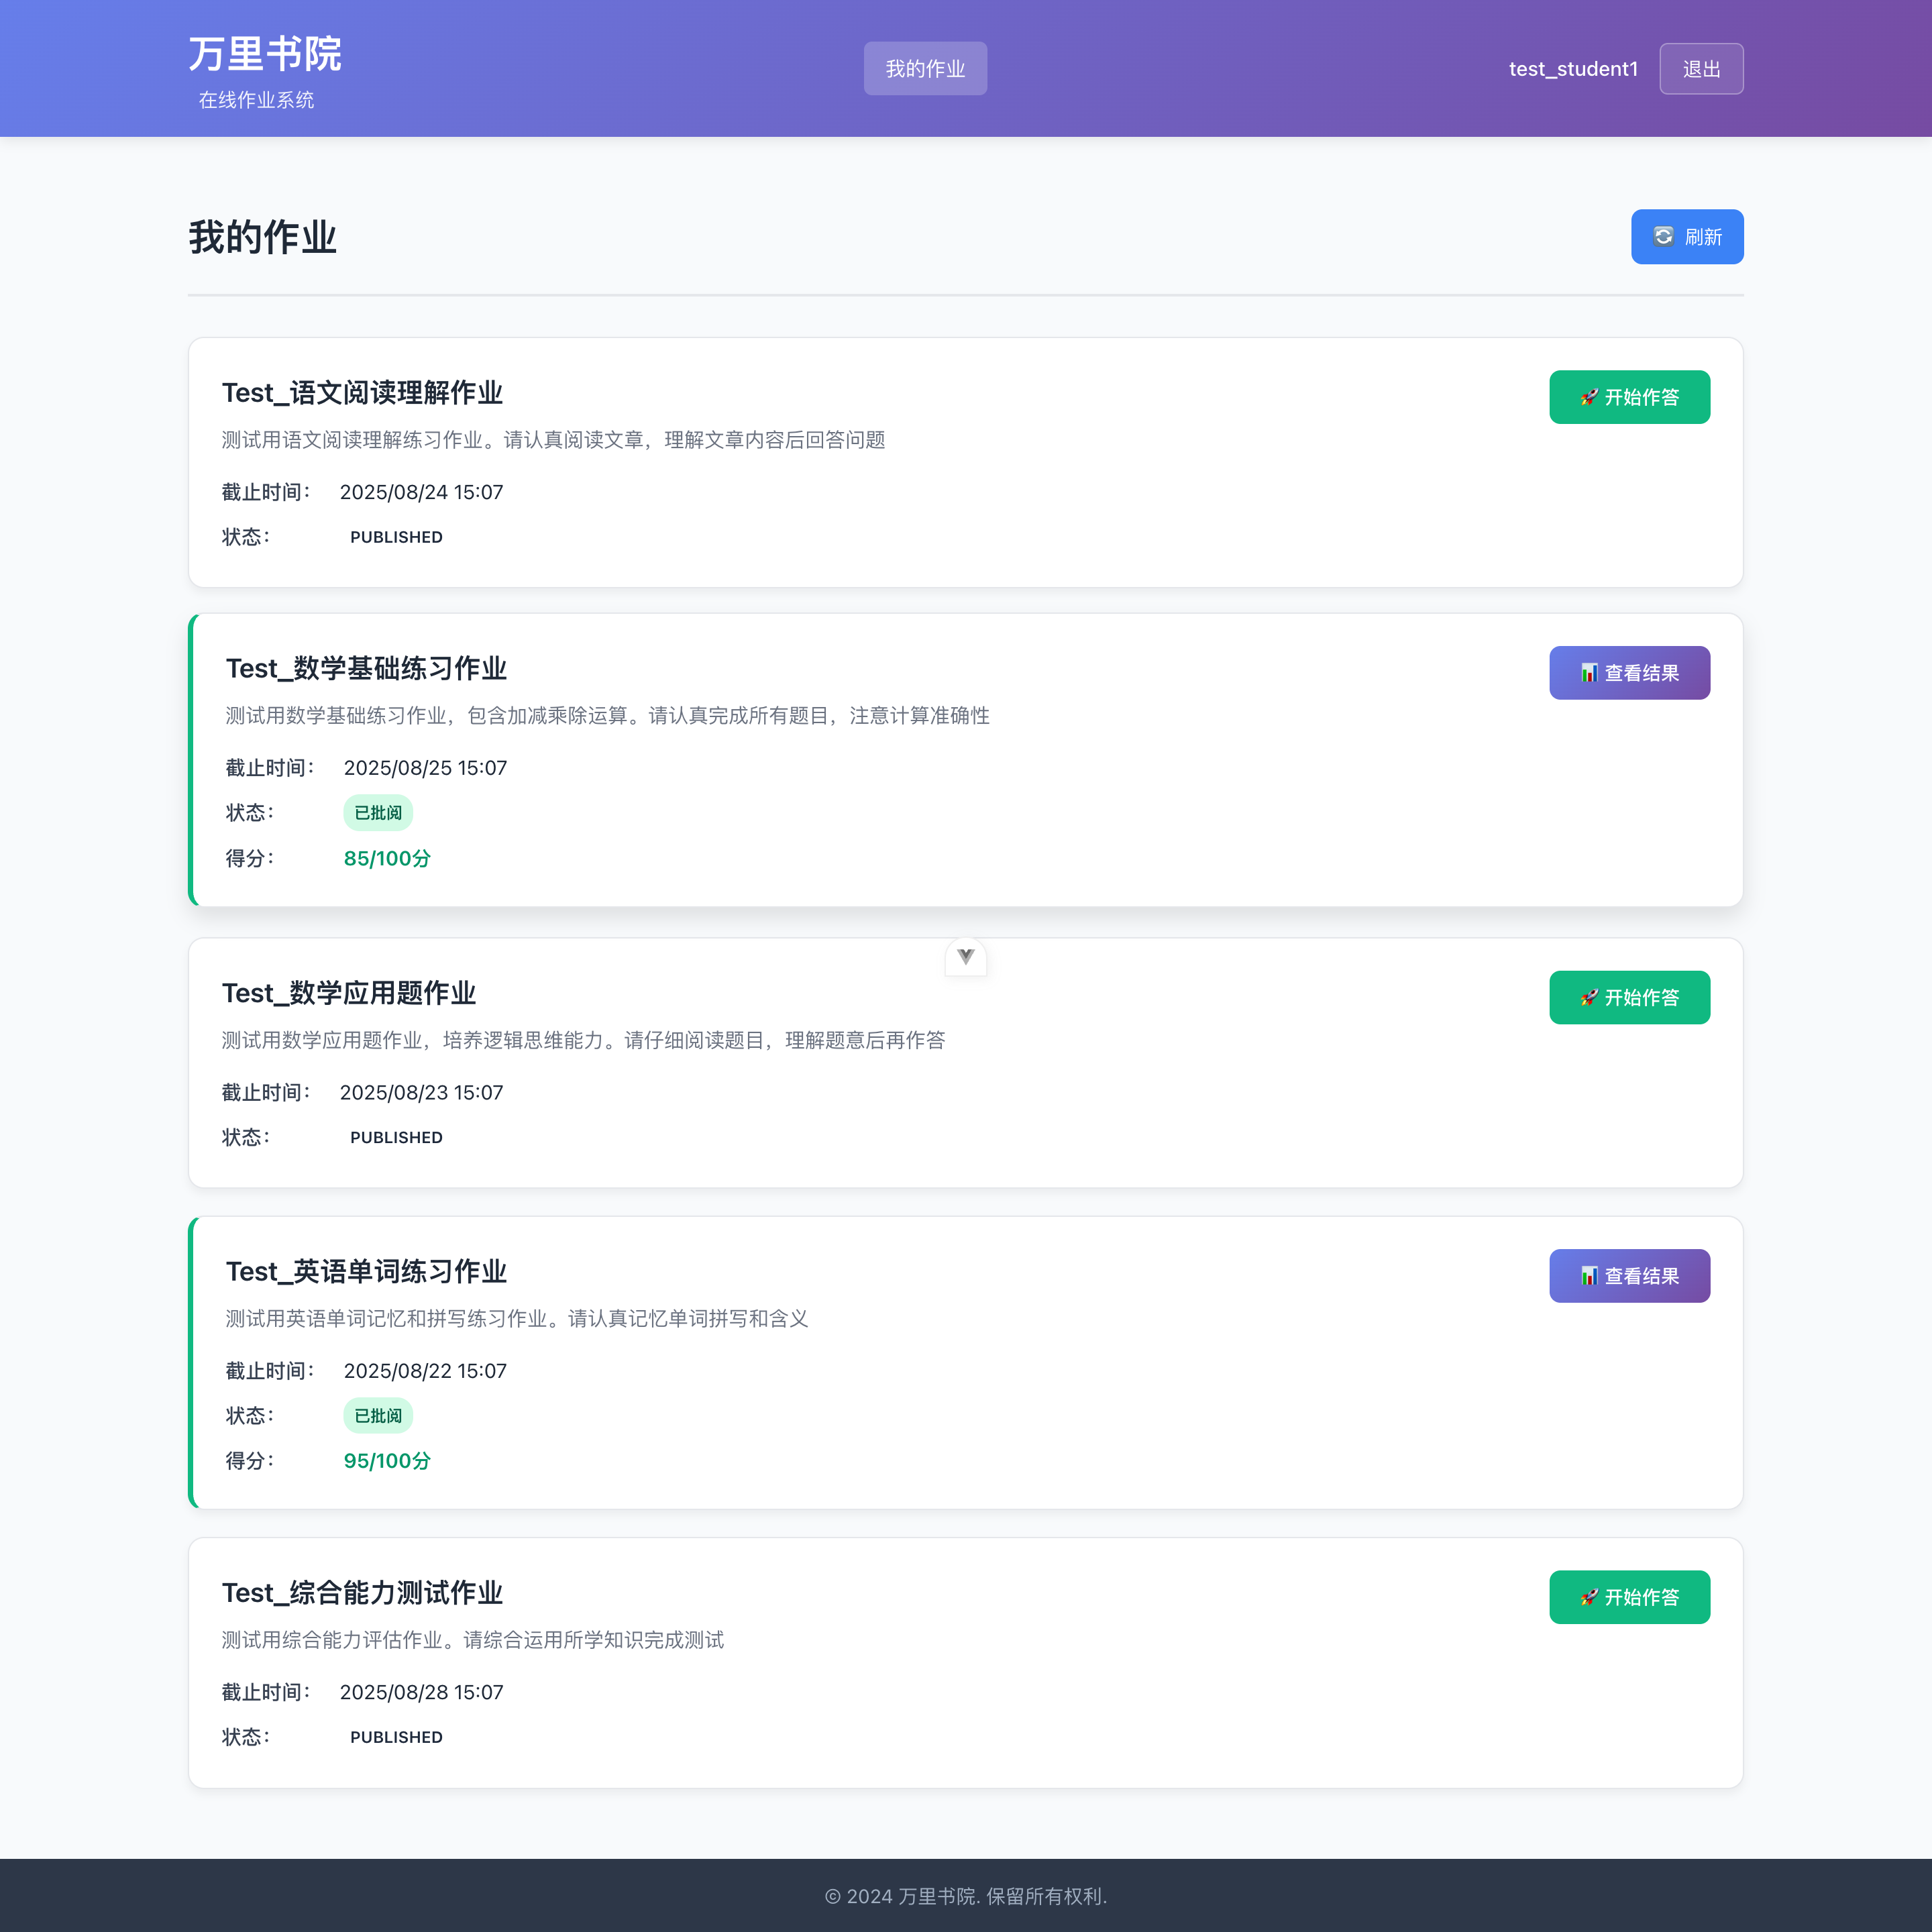 万里书院
在线作业系统
我的作业
test_student1
退出
我的作业
刷新
Test_语文阅读理解作业
开始作答
测试用语文阅读理解练习作业。请认真阅读文章，理解文章内容后回答问题
截止时间： 2025/08/24 15:07
状态： PUBLISHED
Test_数学基础练习作业
查看结果
测试用数学基础练习作业，包含加减乘除运算。请认真完成所有题目，注意计算准确性
截止时间： 2025/08/25 15:07
状态： 已批阅
得分： 85/100分
Test_数学应用题作业
开始作答
测试用数学应用题作业，培养逻辑思维能力。请仔细阅读题目，理解题意后再作答
截止时间： 2025/08/23 15:07
状态： PUBLISHED
Test_英语单词练习作业
查看结果
测试用英语单词记忆和拼写练习作业。请认真记忆单词拼写和含义
截止时间： 2025/08/22 15:07
状态： 已批阅
得分： 95/100分
Test_综合能力测试作业
开始作答
测试用综合能力评估作业。请综合运用所学知识完成测试
截止时间： 2025/08/28 15:07
状态： PUBLISHED
© 2024 万里书院. 保留所有权利.